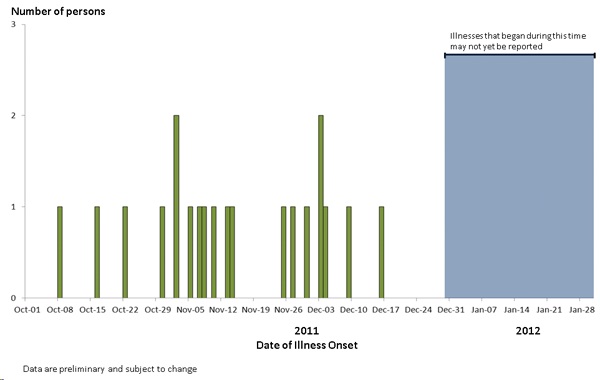 Number of persons
3
Illnesses that began during this time
may not yet be reported
2
1
0
Oct-01 Oct-08 Oct-15 Oct-22 Oct-29 Nov-05 Nov-12 Nov-19 Nov-26 Dec-03 Dec-10 Dec-17 Dec-24 Dec-31 Jan-07 Jan-14 Jan-21 Jan-28
2011 2012
Date of Illness Onset
Data are preliminary and subject to change